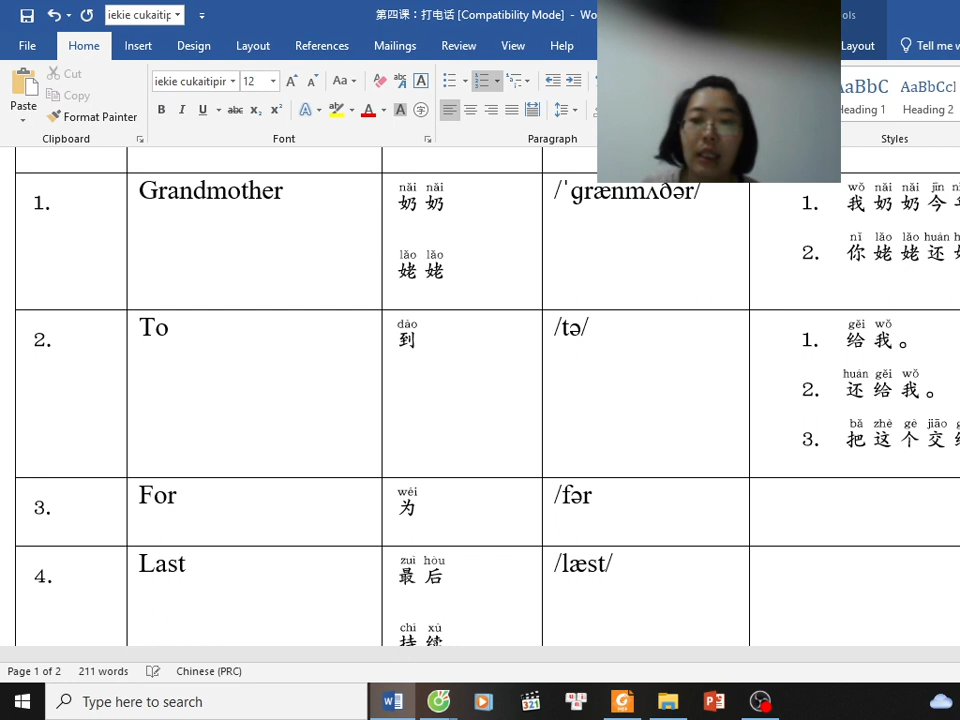 iekie cukaitipir
第四课：打电话 [Compatibility Mode] - Wo
ols
File Home Insert Design Layout References Mailings Review View Help
Layout Tell me
Paste
Cut
Copy
Format Painter
Clipboard
iekie cukaitipir 12
Font
Paragraph
AaBbC AaBbCcI
Heading 1 Heading 2
Styles
1. Grandmother
nǎi nǎi
奶奶
lǎo lǎo
姥姥
/ˈɡrænmʌðər/
wǒ nǎi nǎi jīn
1. 我奶奶今
nǐ lǎo lǎo huán
2. 你姥姥还
2. To
dào
到
/tə/
gěi wǒ
1. 给我。
huán gěi wǒ
2. 还给我。
bǎ zhè gè jiāo
3. 把这个交
3. For
wèi
为
/fər
4. Last
zuì hòu
最后
chí xù
持续
/læst/
Page 1 of 2 211 words Chinese (PRC)
Type here to search